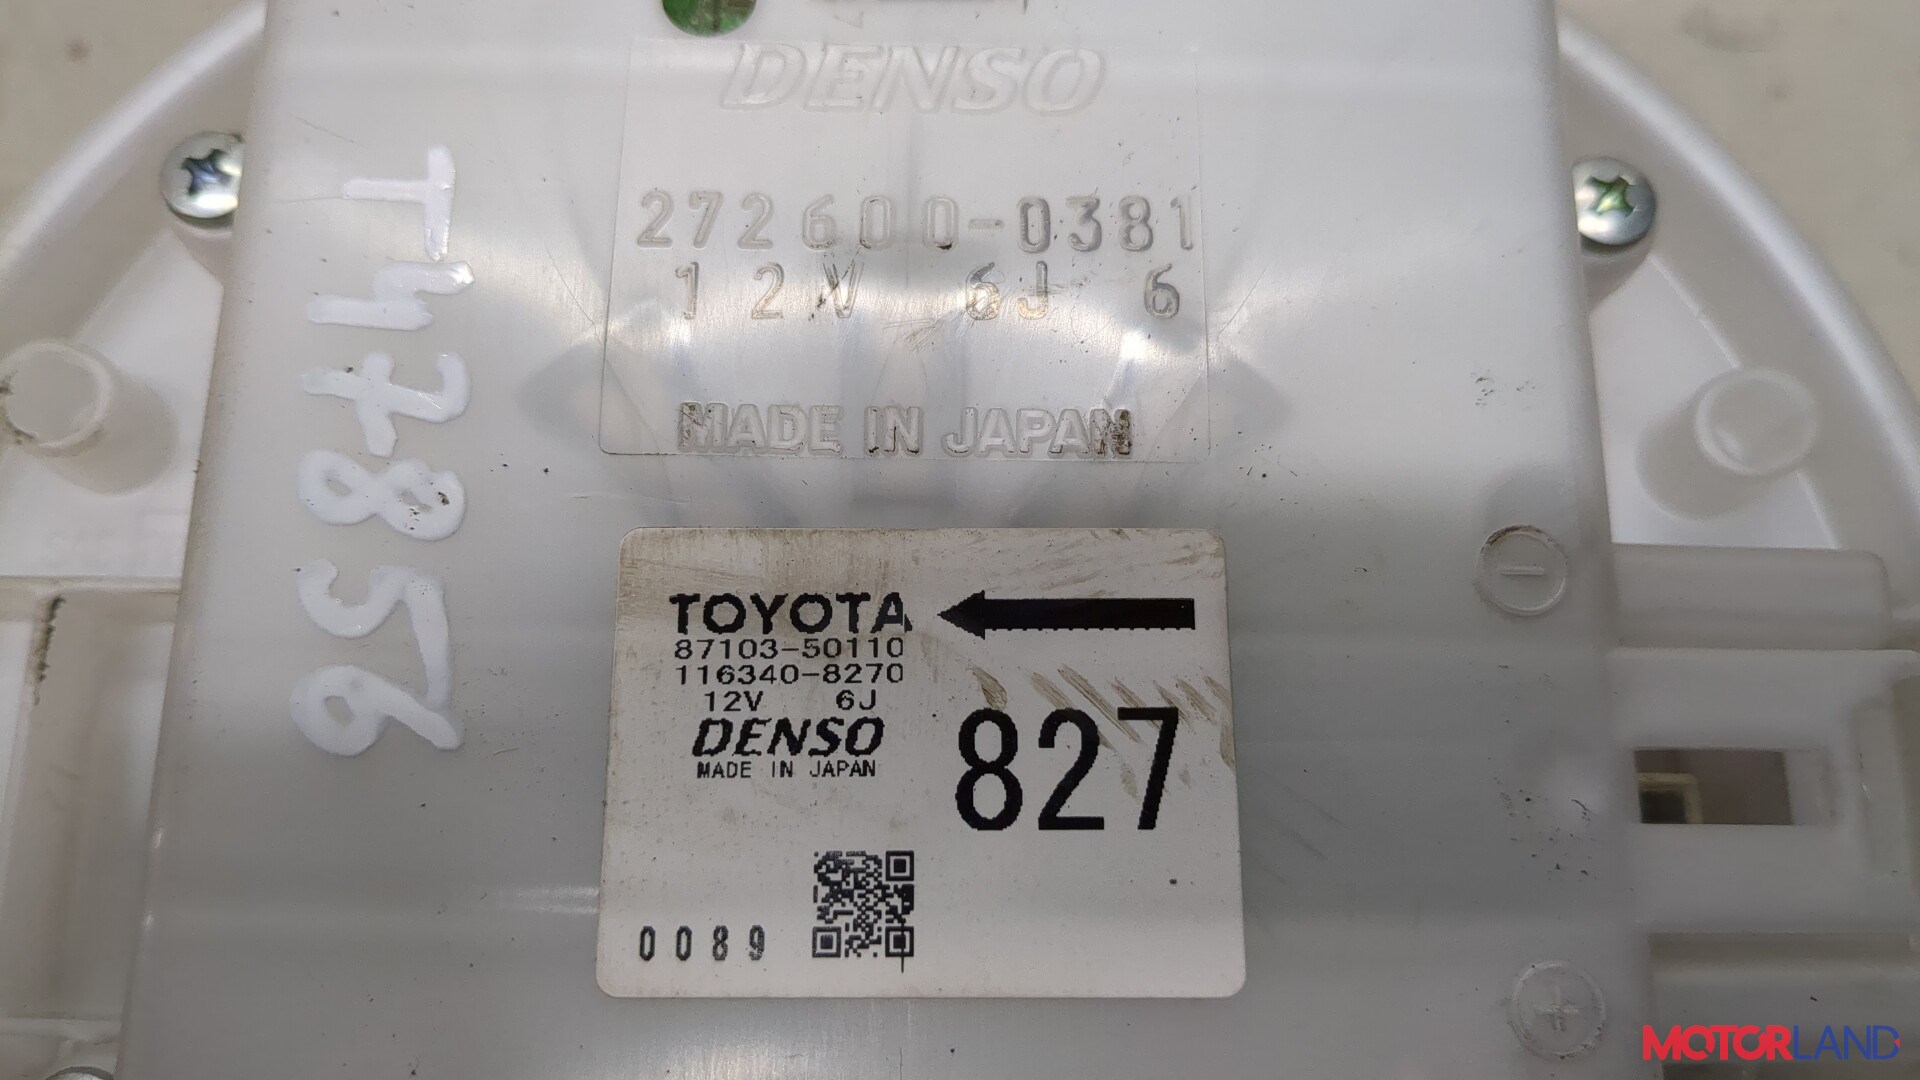 DENSO
272600-0381
12V 6J 6
MADE IN JAPAN
T478S6
TOYOTA
87103-50110
116340-8270
12V 6J
DENSO
MADE IN JAPAN
827
0089
MOTORLAND